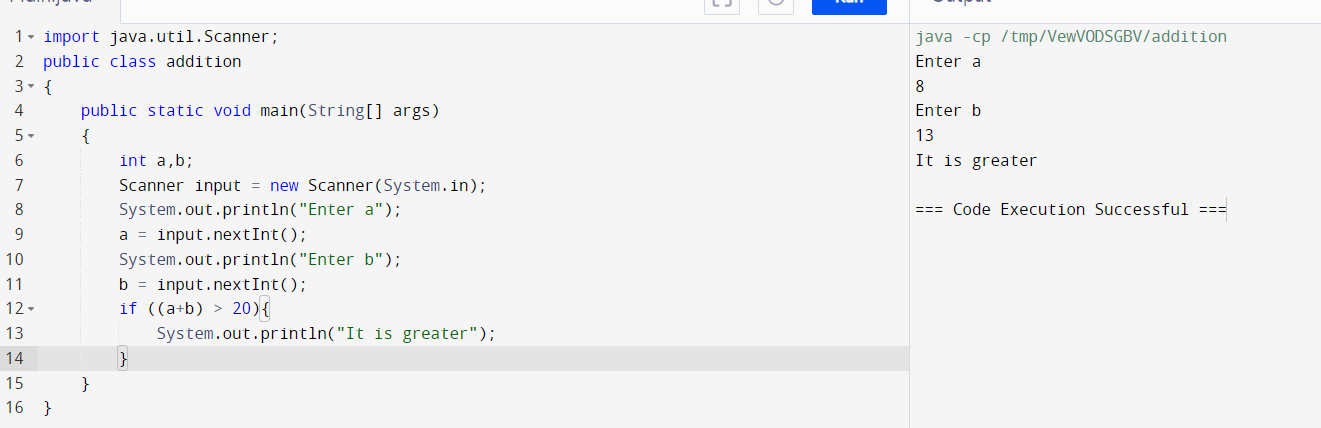 Main.java
Run
Output
1 import java.util.Scanner;
2 public class addition
3 {
4 public static void main(String[] args)
5 {
6 int a,b;
7 Scanner input = new Scanner(System.in);
8 System.out.println("Enter a");
9 a = input.nextInt();
10 System.out.println("Enter b");
11 b = input.nextInt();
12 if ((a+b) > 20){
13 System.out.println("It is greater");
14 }
15 }
16 }
java -cp /tmp/VewVODSGBV/addition
Enter a
8
Enter b
13
It is greater
=== Code Execution Successful ===